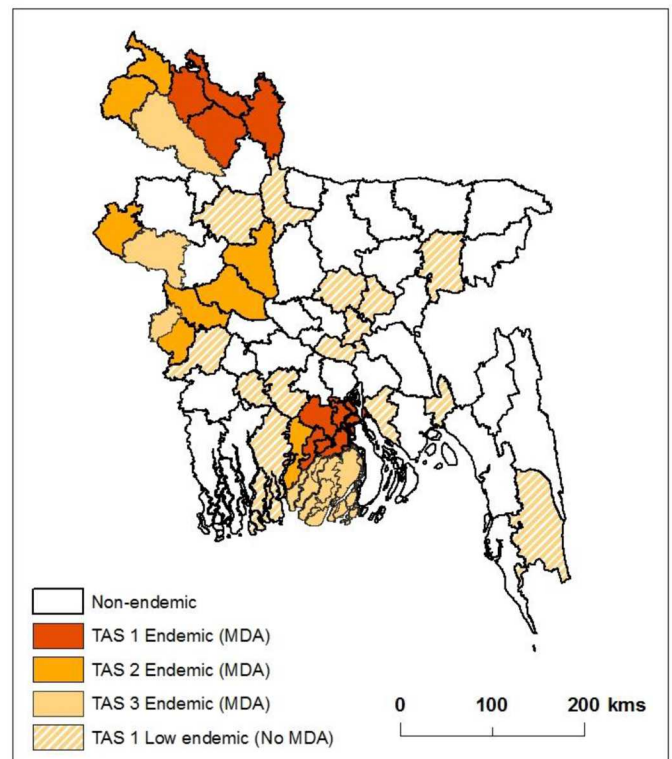 Non-endemic
TAS 1 Endemic (MDA)
TAS 2 Endemic (MDA)
TAS 3 Endemic (MDA)
TAS 1 Low endemic (No MDA)
0 100 200 kms